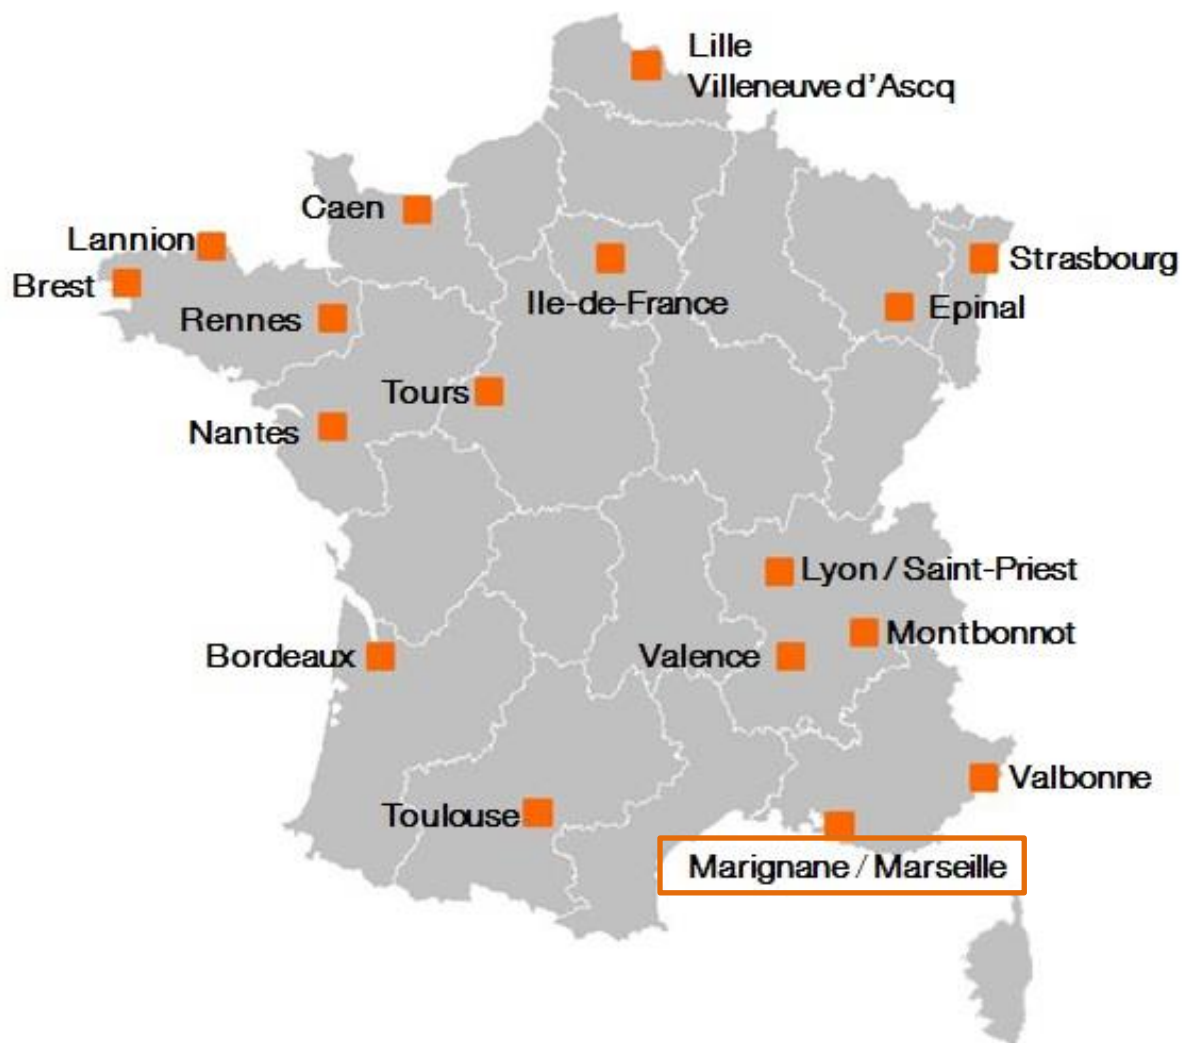 Lille
Villeneuve d'Ascq
Caen
Lannion
Strasbourg
Brest
Ile-de-France
Epinal
Rennes
Tours
Nantes
Lyon / Saint-Priest
Montbonnot
Bordeaux
Valence
Valbonne
Toulouse
Marignane / Marseille